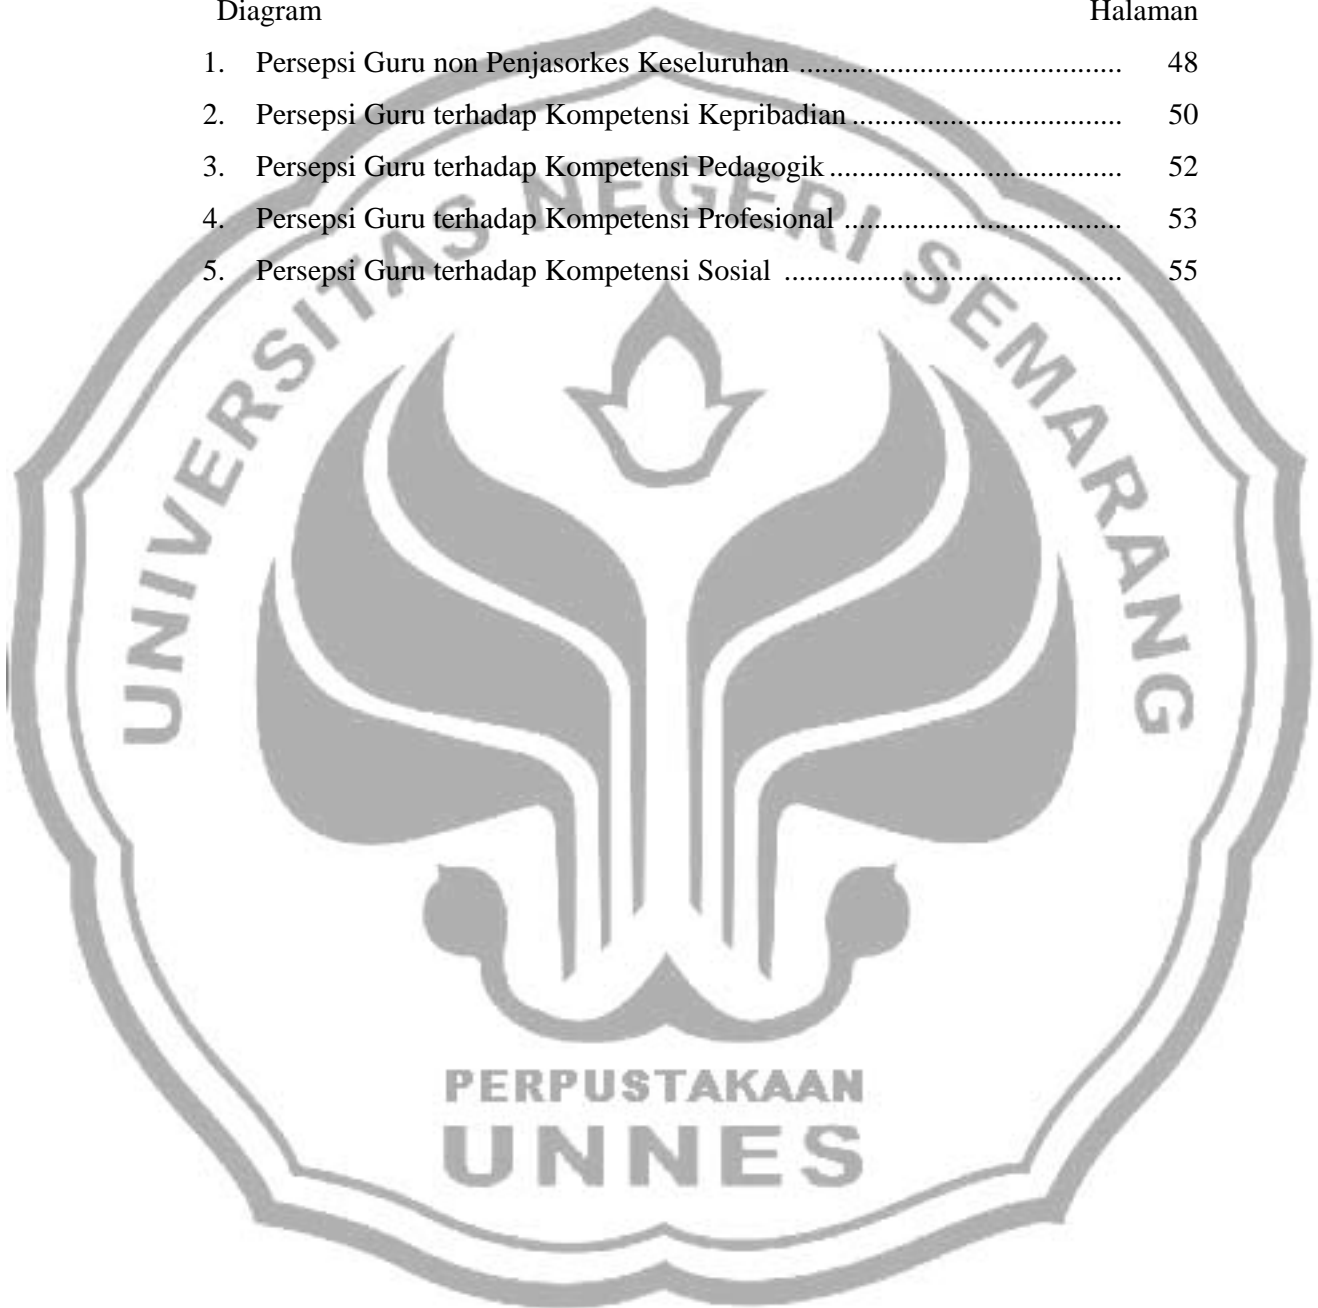 Diagram Halaman
1. Persepsi Guru non Penjasorkes Keseluruhan ........................................... 48
2. Persepsi Guru terhadap Kompetensi Kepribadian .................................... 50
3. Persepsi Guru terhadap Kompetensi Pedagogik ....................................... 52
4. Persepsi Guru terhadap Kompetensi Profesional ..................................... 53
5. Persepsi Guru terhadap Kompetensi Sosial ............................................. 55
UNIVERSITAS NEGERI SEMARANG
PERPUSTAKAAN
UNNES